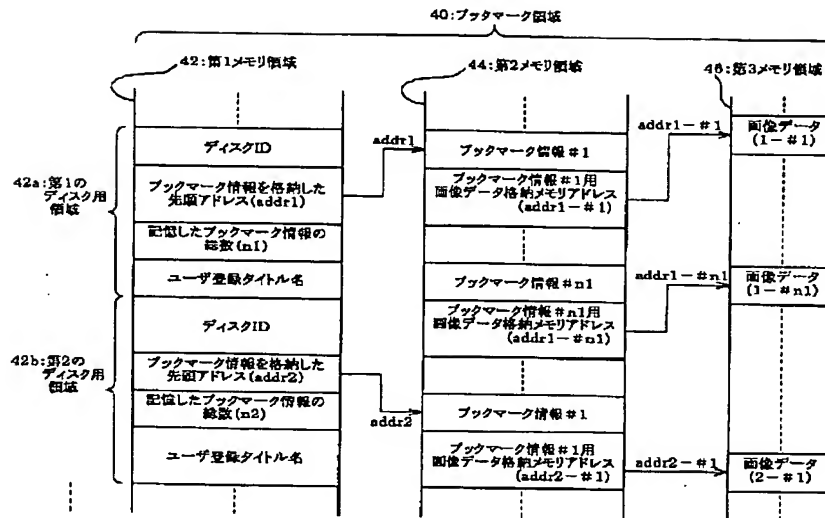 40:ブックマーク領域
42:第1メモリ領域
44:第2メモリ領域
46:第3メモリ領域
42a:第1の
ディスク用
領域
ディスクID
ブックマーク情報を格納した
先頭アドレス(addr1)
記憶したブックマーク情報の
総数(n1)
ユーザ登録タイトル名
42b:第2の
ディスク用
領域
ディスクID
ブックマーク情報を格納した
先頭アドレス(addr2)
記憶したブックマーク情報の
総数(n2)
ユーザ登録タイトル名
addr1
addr2
ブックマーク情報#1
ブックマーク情報#1用
画像データ格納メモリアドレス
(addr1-#1)
ブックマーク情報#n1
ブックマーク情報#n1用
画像データ格納メモリアドレス
(addr1-#n1)
ブックマーク情報#1
ブックマーク情報#1用
画像データ格納メモリアドレス
(addr2-#1)
addr1-#1
addr1-#n1
addr2-#1
画像データ
(1-#1)
画像データ
(1-#n1)
画像データ
(2-#1)